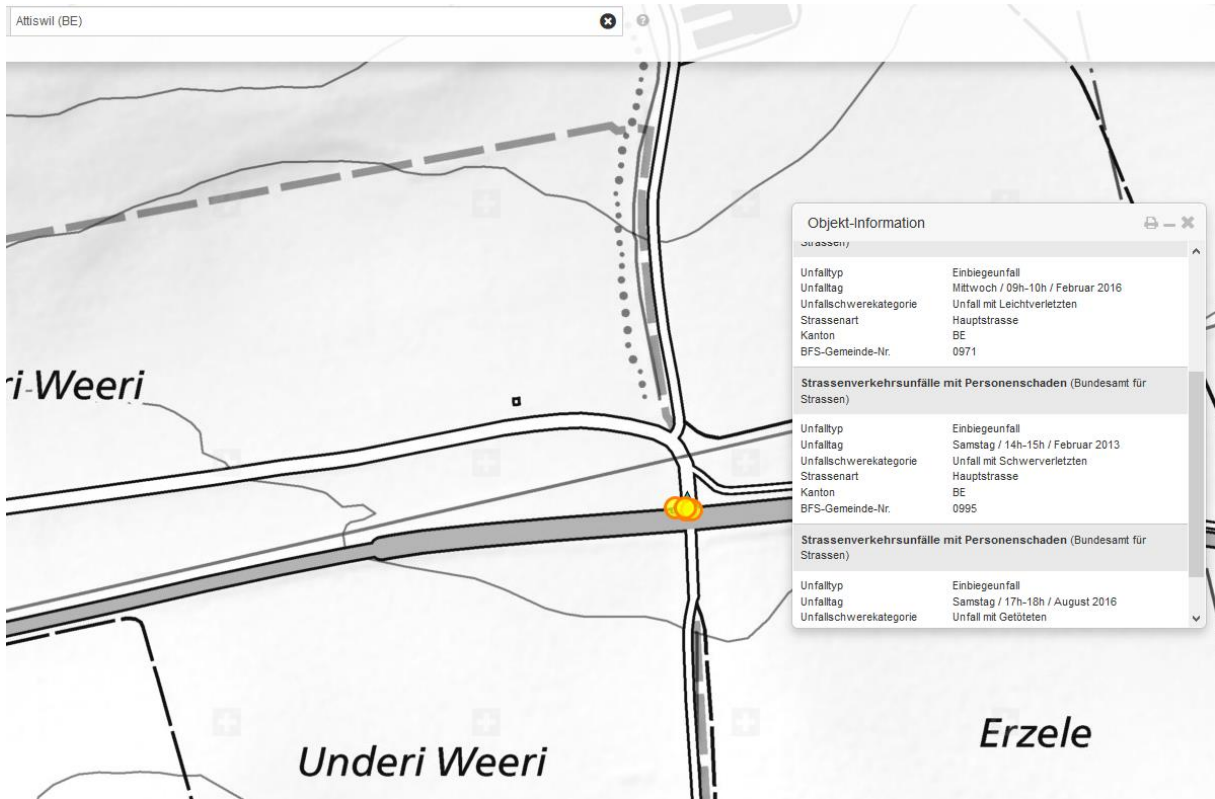 Attiswil (BE)
Objekt-Information
Strassen)
Unfalltyp Einbiegeunfall
Unfalltag Mittwoch / 09h-10h / Februar 2016
Unfallschwerekategorie Unfall mit Leichtverletzten
Strassenart Hauptstrasse
Kanton BE
BFS-Gemeinde-Nr. 0971
Strassenverkehrsunfälle mit Personenschaden (Bundesamt für
Strassen)
Unfalltyp Einbiegeunfall
Unfalltag Samstag / 14h-15h / Februar 2013
Unfallschwerekategorie Unfall mit Schwerverletzten
Strassenart Hauptstrasse
Kanton BE
BFS-Gemeinde-Nr. 0995
Strassenverkehrsunfälle mit Personenschaden (Bundesamt für
Strassen)
Unfalltyp Einbiegeunfall
Unfalltag Samstag / 17h-18h / August 2016
Unfallschwerekategorie Unfall mit Getöteten
ri-Weeri
Underi Weeri
Erzele